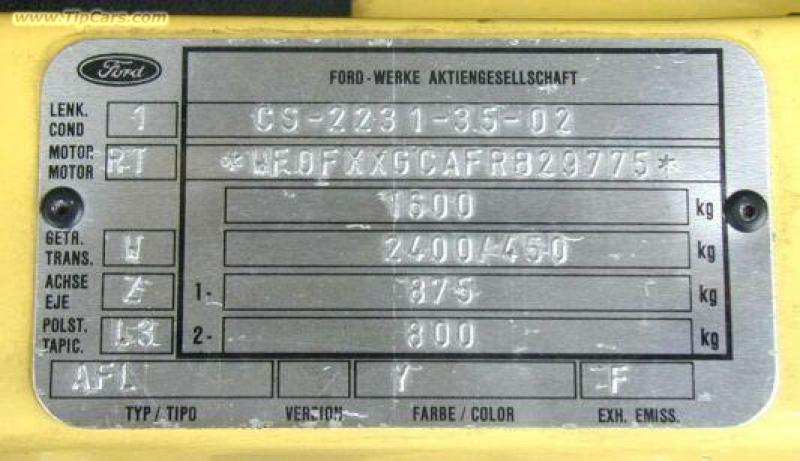 www.TipCars.com
Ford
FORD-WERKE AKTIENGESELLSCHAFT
LENK.
COND
1
CS-2231-35-02
MOTOR
MOTOR
RT
*WF0FXXGCAFRB29775*
1600 kg
GETR.
TRANS.
W
2400/450 kg
ACHSE
EJE
Z
1- 875 kg
POLST.
TAPIC.
L3
2- 800 kg
AFL Y F
TYP / TIPO VERSION FARBE / COLOR EXH. EMISS.